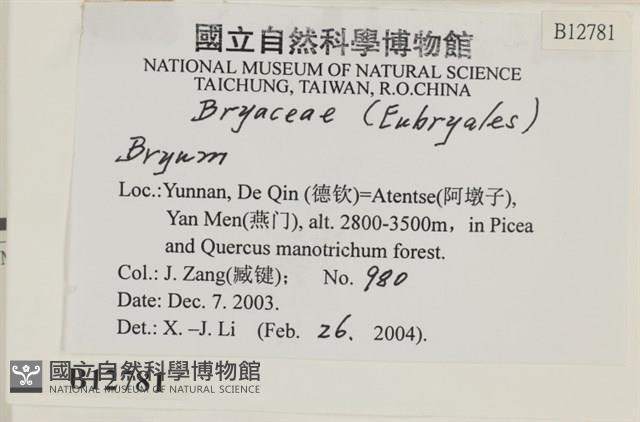 B12781
國立自然科學博物館
NATIONAL MUSEUM OF NATURAL SCIENCE
TAICHUNG, TAIWAN, R.O.CHINA
Bryaceae (Eubryales)
Bryum
Loc.:Yunnan, De Qin (德钦)=Atentse(阿墩子),
Yan Men(燕门), alt. 2800-3500m，in Picea
and Quercus manotrichum forest.
Col.: J. Zang(臧键)； No. 980
Date: Dec. 7. 2003.
Det.: X. –J. Li (Feb. 26. 2004).
B12781
國立自然科學博物館
NATIONAL MUSEUM OF NATURAL SCIENCE